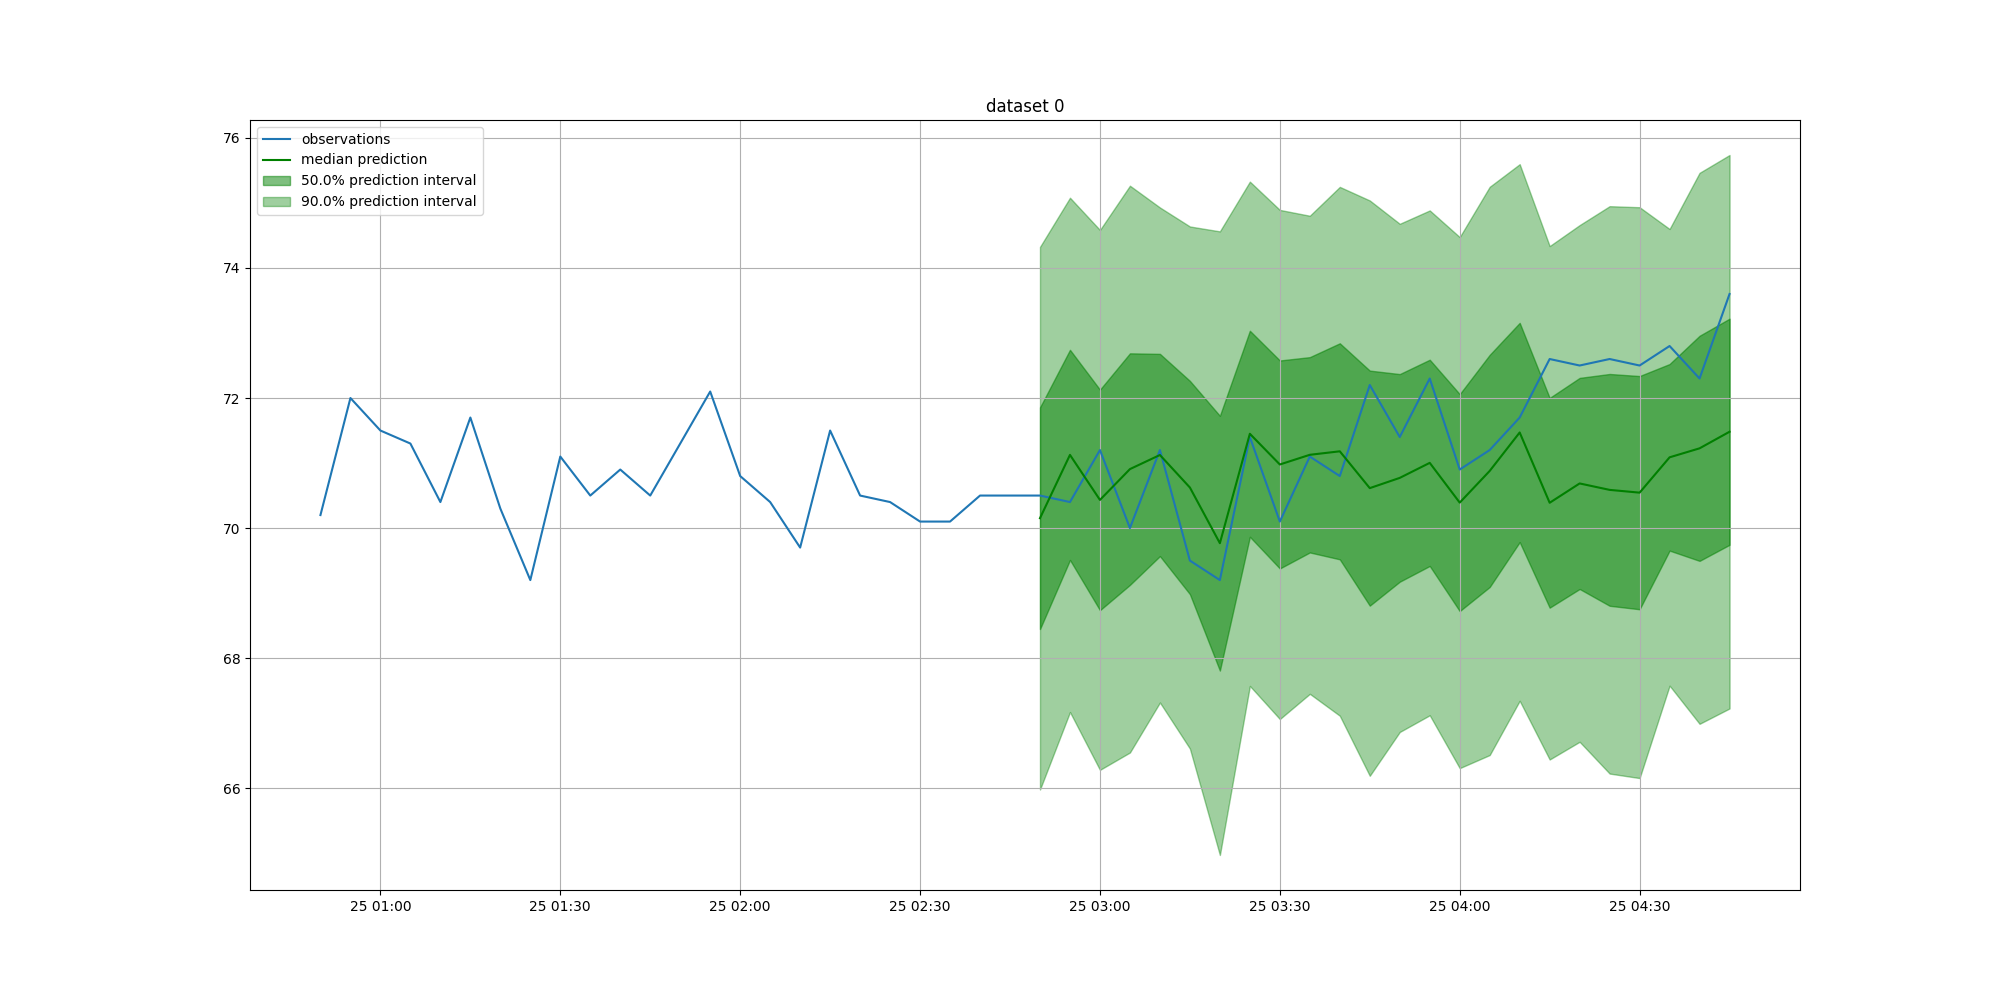 dataset 0
observations
median prediction
50.0% prediction interval
90.0% prediction interval
76
74
72
70
68
66
25 01:00
25 01:30
25 02:00
25 02:30
25 03:00
25 03:30
25 04:00
25 04:30